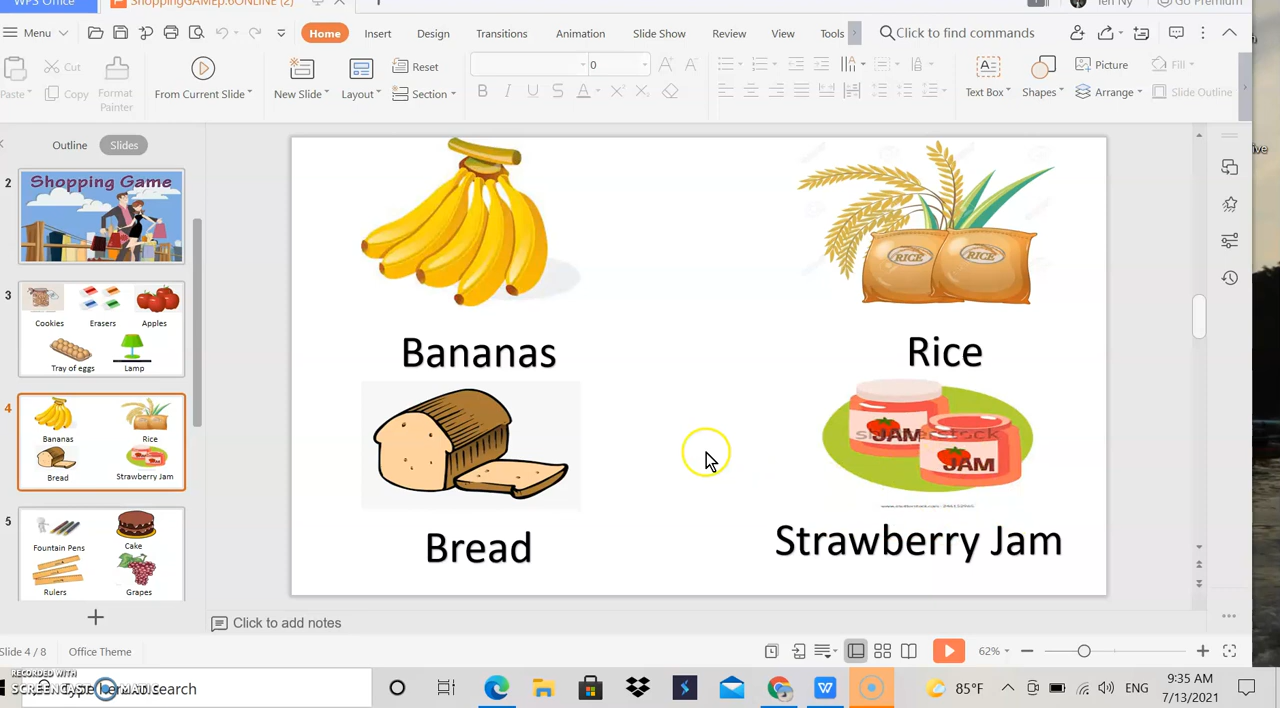 WPS Office
ShoppingGAMEp.6ONLINE (2)
Go Premium
Menu
Home
Insert
Design
Transitions
Animation
Slide Show
Review
View
Tools
Click to find commands
Paste
Cut
Copy
Format
Painter
From Current Slide
New Slide
Layout
Reset
Section
0
B I U S A X² X₂
Text Box
Shapes
Picture
Fill
Arrange
Slide Outline
Outline
Slides
2
Shopping Game
3
Cookies
Erasers
Apples
Tray of eggs
Lamp
4
Bananas
Rice
Bread
Strawberry Jam
5
Fountain Pens
Cake
Rulers
Grapes
RICE
RICE
Bananas
Rice
JAM
JAM
Bread
Strawberry Jam
Click to add notes
Slide 4 / 8
Office Theme
62%
RECORDED WITH
SCREENCAST-O-MATIC
search
85°F
ENG
9:35 AM
7/13/2021